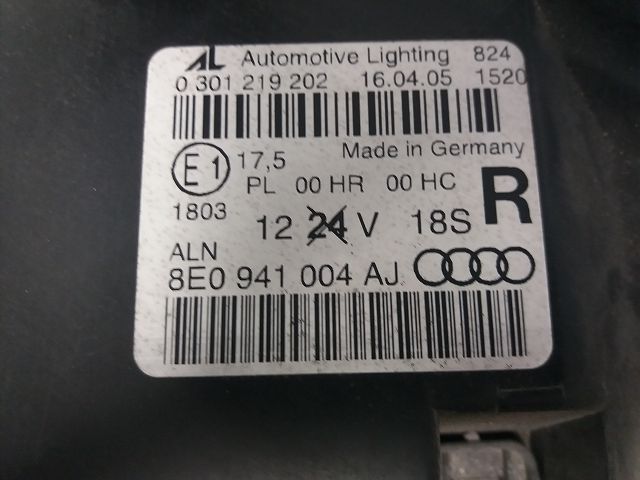 AL Automotive Lighting 824
0 301 219 202 16.04.05 1520
Made in Germany
E1 17,5
PL 00 HR 00 HC
R
1803
12 24 V 18S
ALN
8E0 941 004 AJ